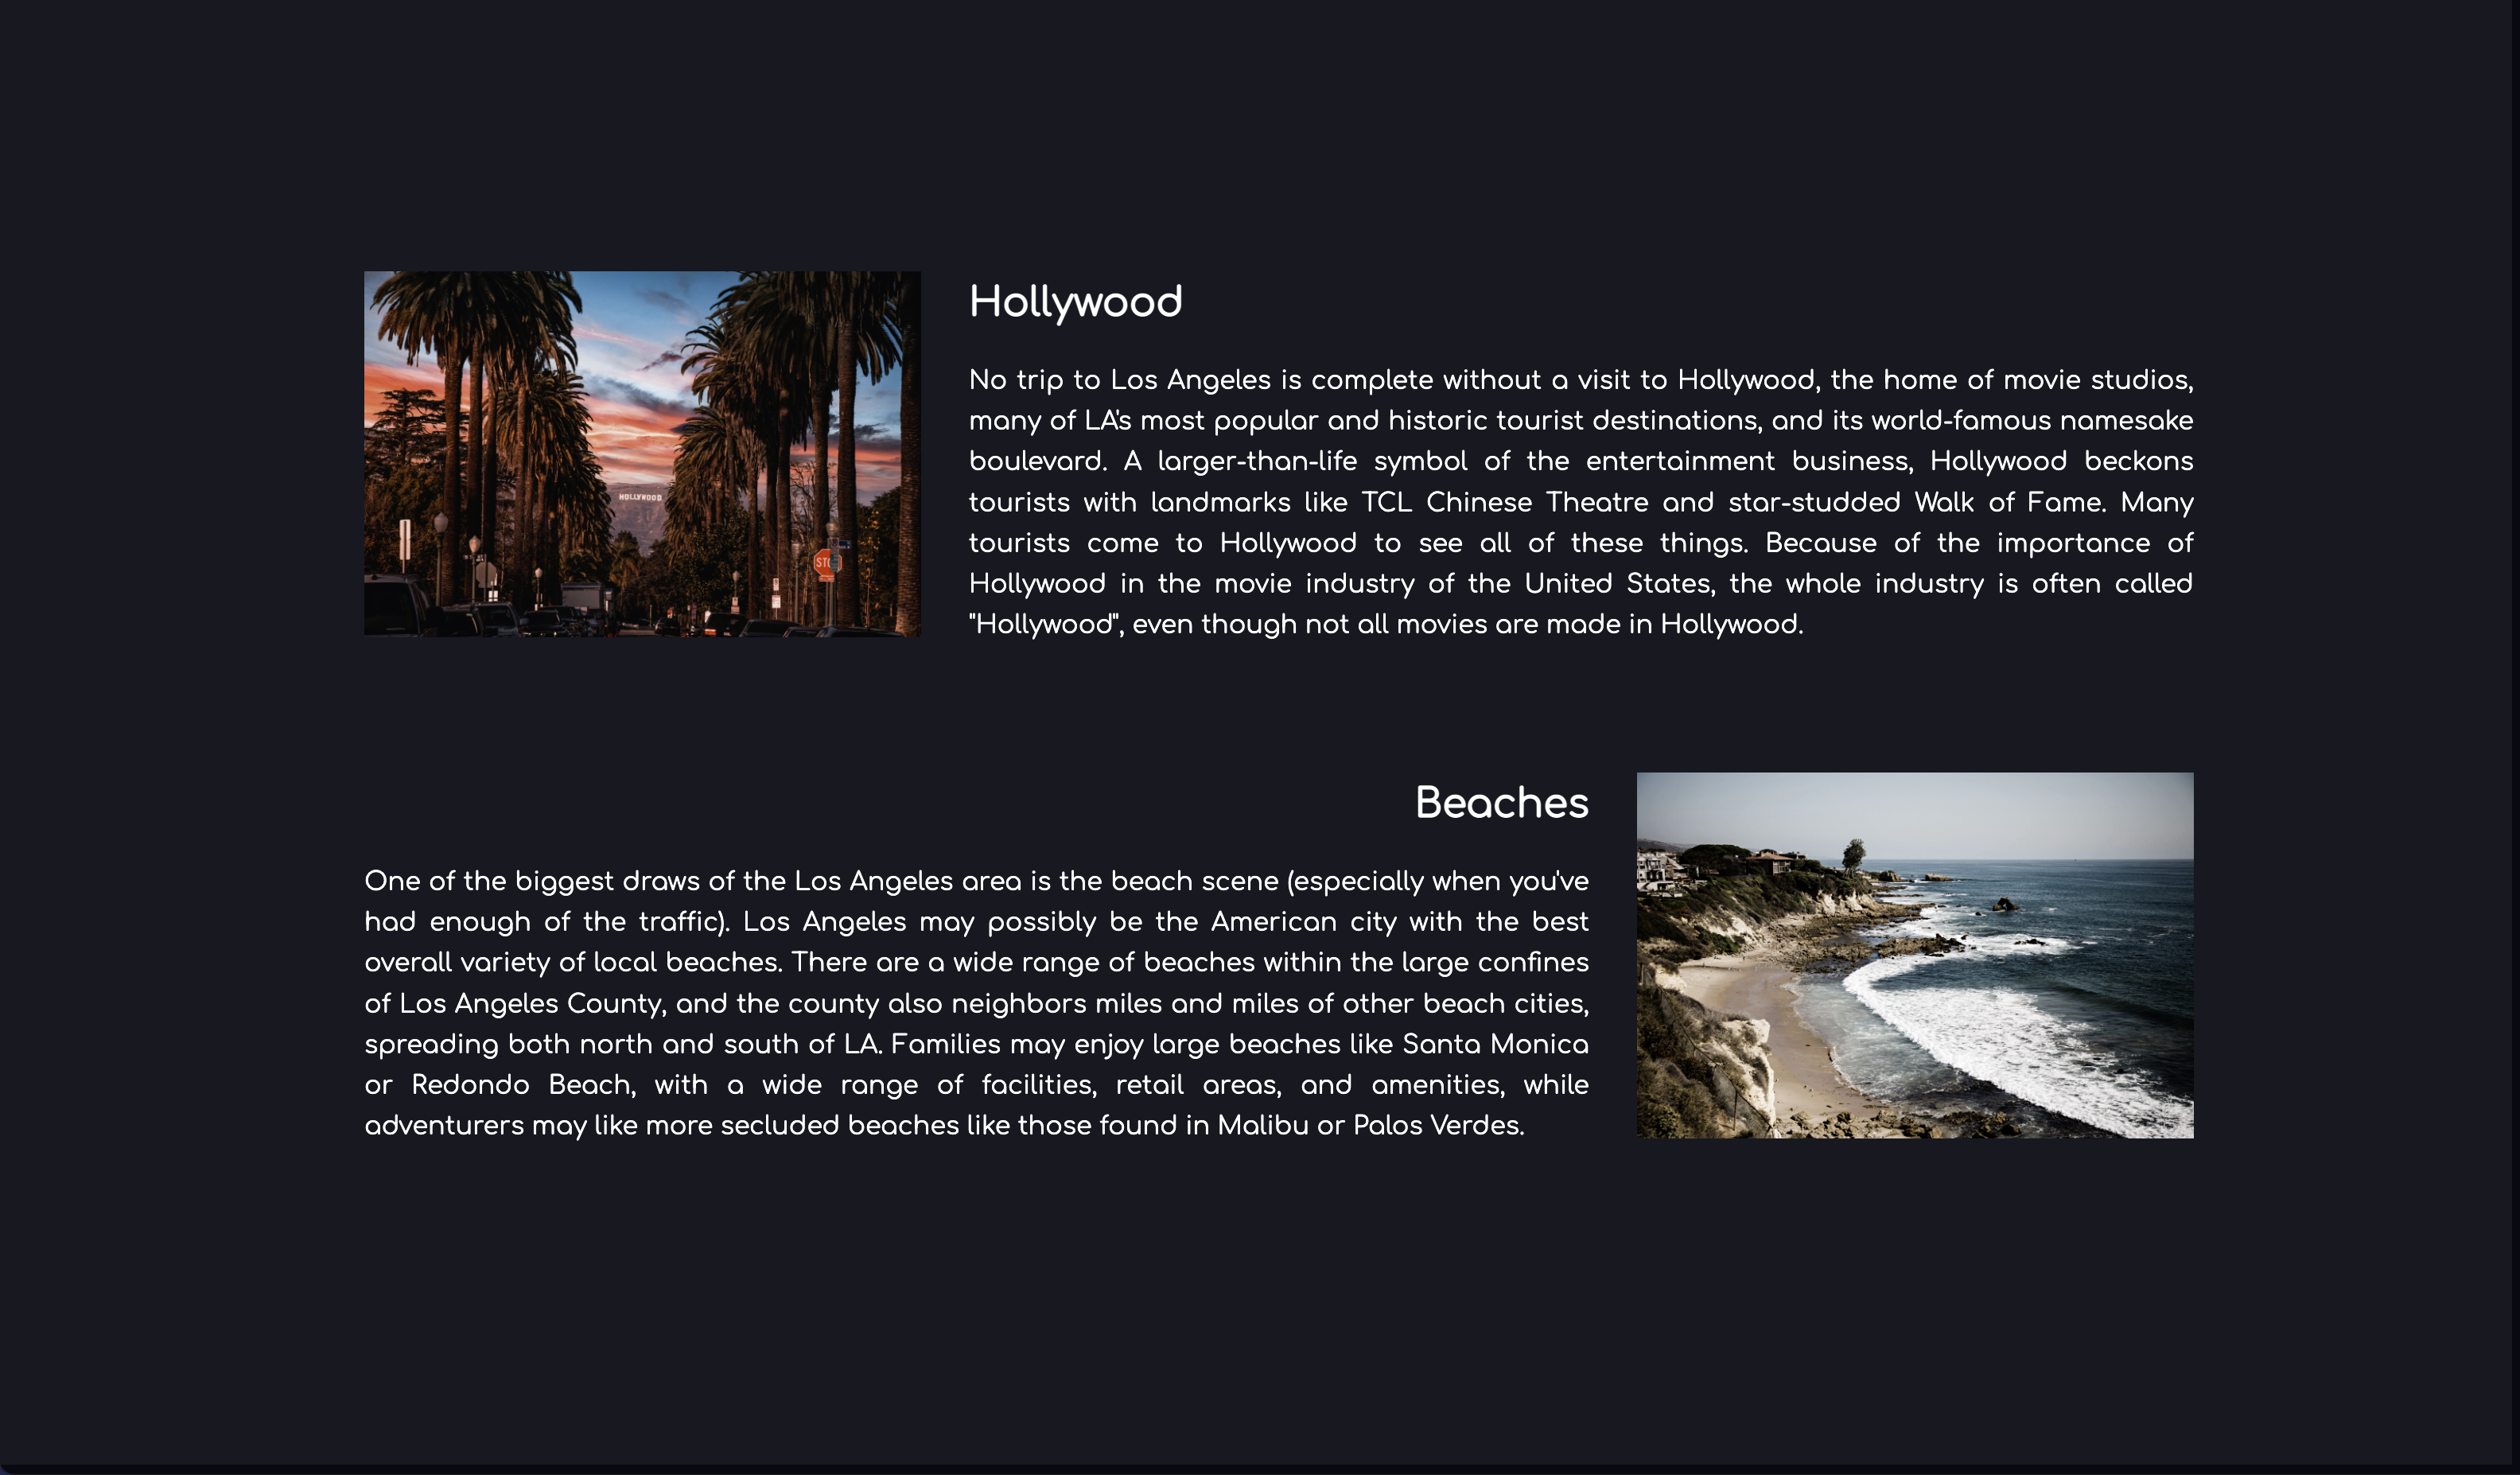 HOLLYWOOD
STO
Hollywood
No trip to Los Angeles is complete without a visit to Hollywood, the home of movie studios,
many of LA's most popular and historic tourist destinations, and its world-famous namesake
boulevard. A larger-than-life symbol of the entertainment business, Hollywood beckons
tourists with landmarks like TCL Chinese Theatre and star-studded Walk of Fame. Many
tourists come to Hollywood to see all of these things. Because of the importance of
Hollywood in the movie industry of the United States, the whole industry is often called
"Hollywood", even though not all movies are made in Hollywood.
Beaches
One of the biggest draws of the Los Angeles area is the beach scene (especially when you've
had enough of the traffic). Los Angeles may possibly be the American city with the best
overall variety of local beaches. There are a wide range of beaches within the large confines
of Los Angeles County, and the county also neighbors miles and miles of other beach cities,
spreading both north and south of LA. Families may enjoy large beaches like Santa Monica
or Redondo Beach, with a wide range of facilities, retail areas, and amenities, while
adventurers may like more secluded beaches like those found in Malibu or Palos Verdes.